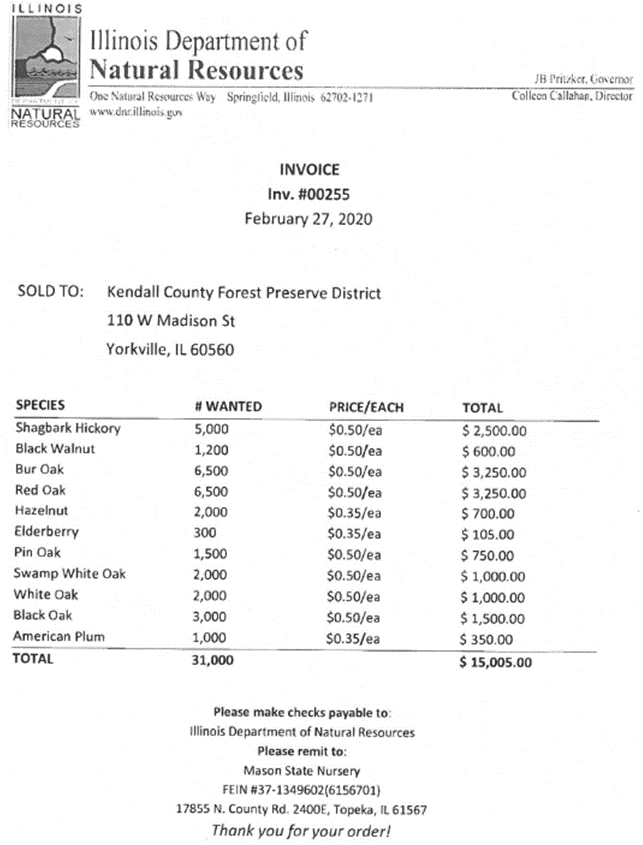 ILLINOIS
DEPARTMENT OF
NATURAL
RESOURCES
Illinois Department of
Natural Resources
JB Pritzker, Governor
One Natural Resources Way Springfield, Illinois 62702-1271
Colleen Callahan, Director
www.dnr.illinois.gov
INVOICE
Inv. #00255
February 27, 2020
SOLD TO: Kendall County Forest Preserve District
110 W Madison St
Yorkville, IL 60560
SPECIES # WANTED PRICE/EACH TOTAL
Shagbark Hickory 5,000 $0.50/ea $ 2,500.00
Black Walnut 1,200 $0.50/ea $ 600.00
Bur Oak 6,500 $0.50/ea $ 3,250.00
Red Oak 6,500 $0.50/ea $ 3,250.00
Hazelnut 2,000 $0.35/ea $ 700.00
Elderberry 300 $0.35/ea $ 105.00
Pin Oak 1,500 $0.50/ea $ 750.00
Swamp White Oak 2,000 $0.50/ea $ 1,000.00
White Oak 2,000 $0.50/ea $ 1,000.00
Black Oak 3,000 $0.50/ea $ 1,500.00
American Plum 1,000 $0.35/ea $ 350.00
TOTAL 31,000 $ 15,005.00
Please make checks payable to:
Illinois Department of Natural Resources
Please remit to:
Mason State Nursery
FEIN #37-1349602(6156701)
17855 N. County Rd. 2400E, Topeka, IL 61567
Thank you for your order!